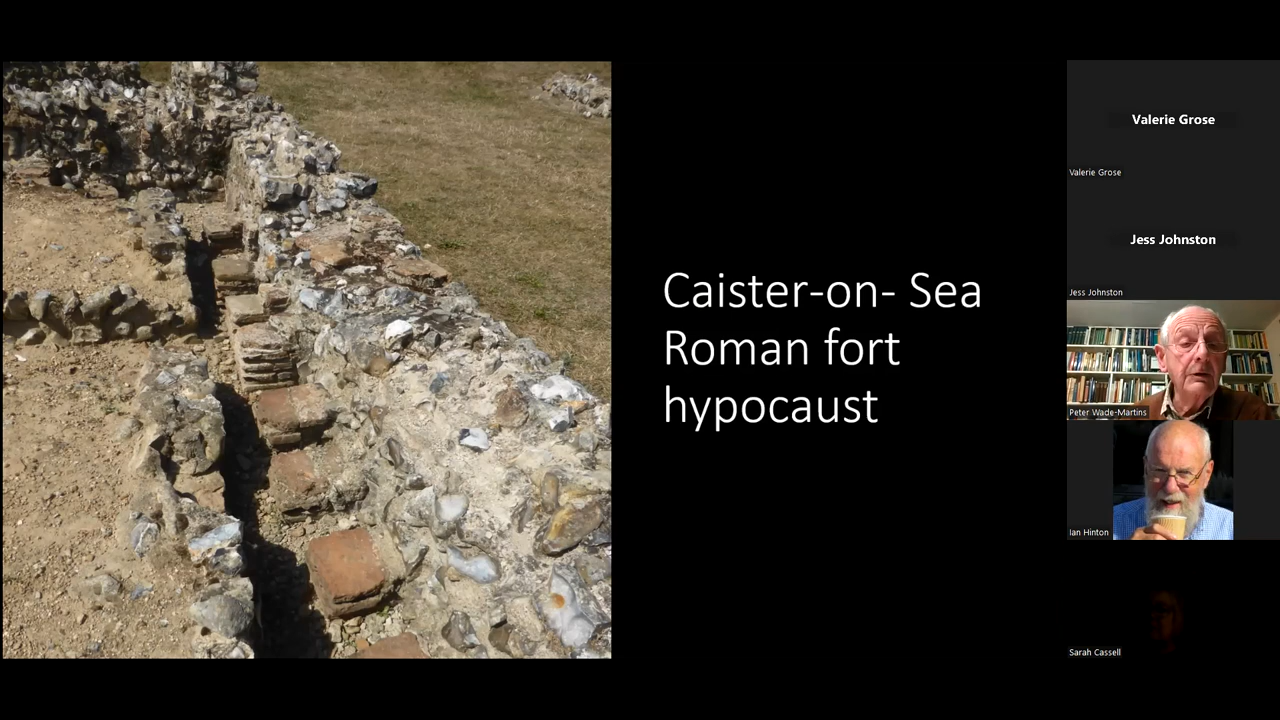 Caister-on- Sea
Roman fort
hypocaust
Valerie Grose
Valerie Grose
Jess Johnston
Jess Johnston
Peter Wade-Martins
Ian Hinton
Sarah Cassell